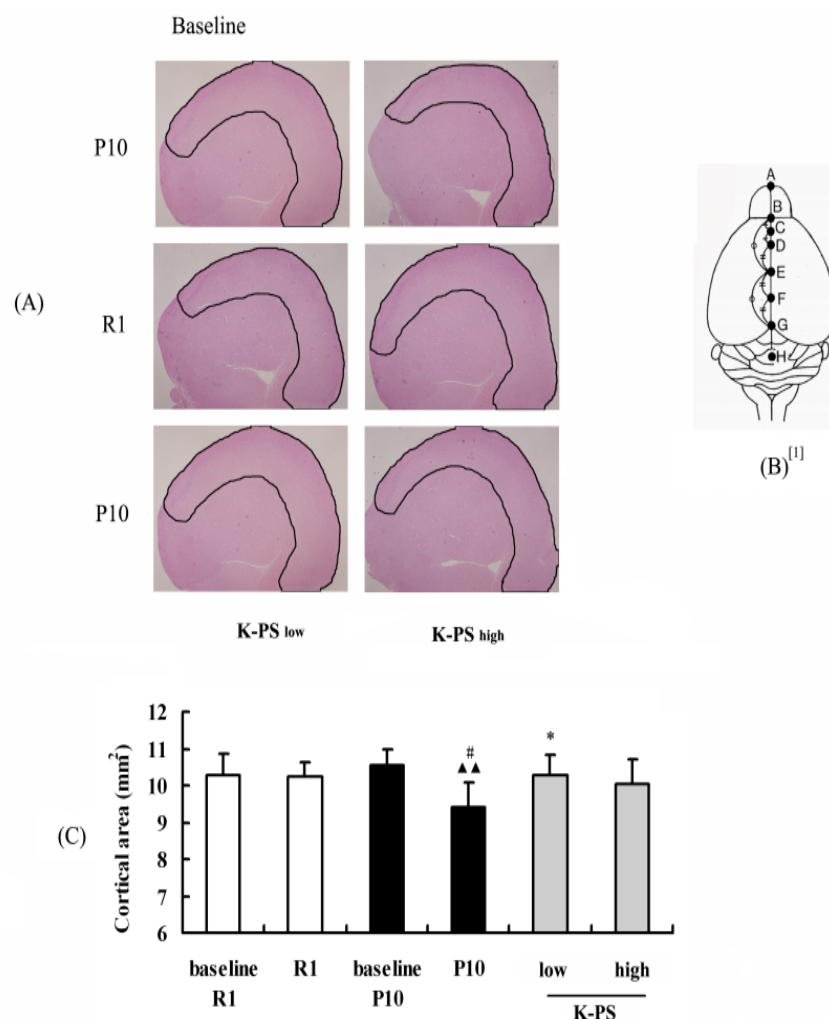 Baseline
P10
(A)
R1
P10
K-PS low
K-PS high
A
B
C
D
E
F
G
H
(B)[1]
(C)
Cortical area (mm²)
12
11
10
9
8
7
6
#
▲▲
*
baseline R1
R1
baseline P10
P10
low
high
K-PS